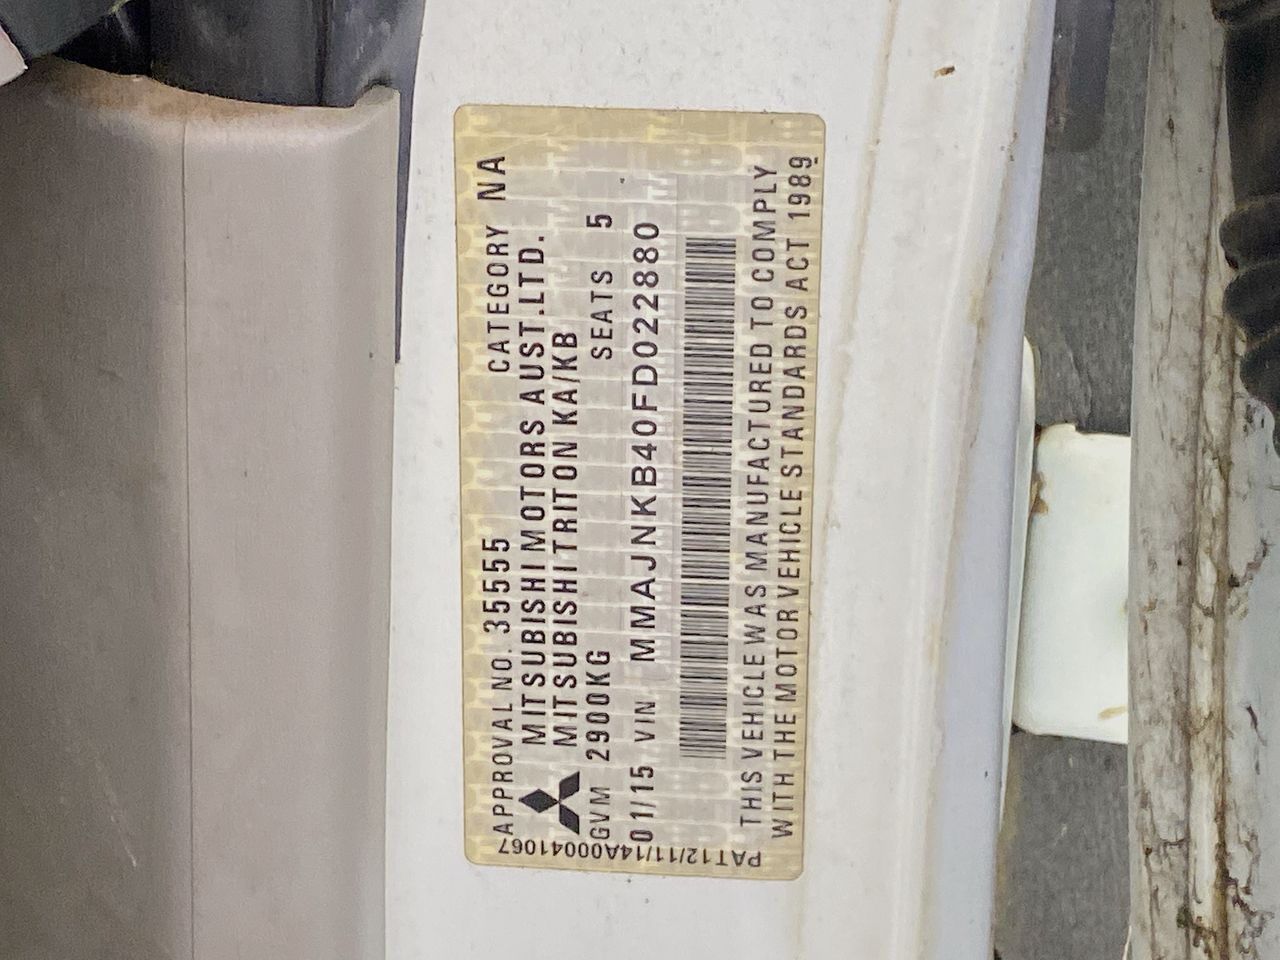 APPROVAL NO. 35555 CATEGORY NA
MITSUBISHI MOTORS AUST. LTD.
MITSUBISHI TRITON KA/KB
GVM 2900KG SEATS 5
01/15 VIN MMAJNKB40FD022880
THIS VEHICLE WAS MANUFACTURED TO COMPLY
WITH THE MOTOR VEHICLE STANDARDS ACT 1989
PAT12/11/14A00041067